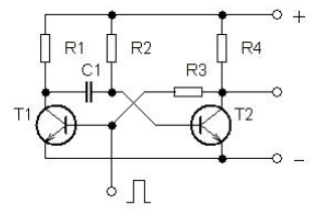 +
R1 R2 R4
C1 R3
T1 T2
−